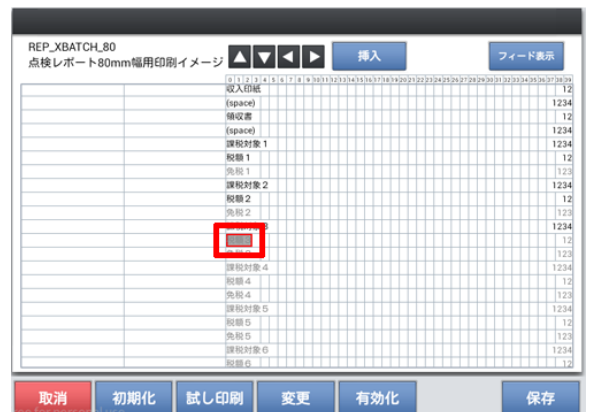 REP_XBATCH_80
点検レポート80mm幅用印刷イメージ
挿入
フィード表示
0 1 2 3 4 5 6 7 8 9 10 11 12 13 14 15 16 17 18 19 20 21 22 23 24 25 26 27 28 29 30 31 32 33 34 35 36 37 38 39
収入印紙 12
(space) 1234
領収書 12
(space) 1234
課税対象1 1234
税額1 12
免税1 123
課税対象2 1234
税額2 12
免税2 123
課税対象3 1234
12
123
課税対象4 1234
税額4 12
免税4 123
課税対象5 1234
税額5 12
免税5 123
課税対象6 1234
税額6 12
取消 初期化 試し印刷 変更 有効化 保存